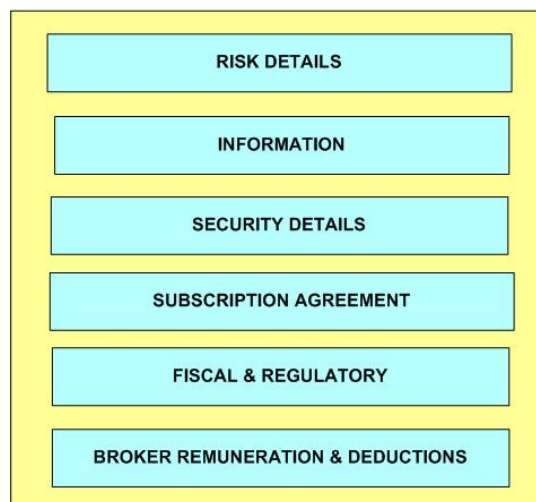 RISK DETAILS
INFORMATION
SECURITY DETAILS
SUBSCRIPTION AGREEMENT
FISCAL & REGULATORY
BROKER REMUNERATION & DEDUCTIONS